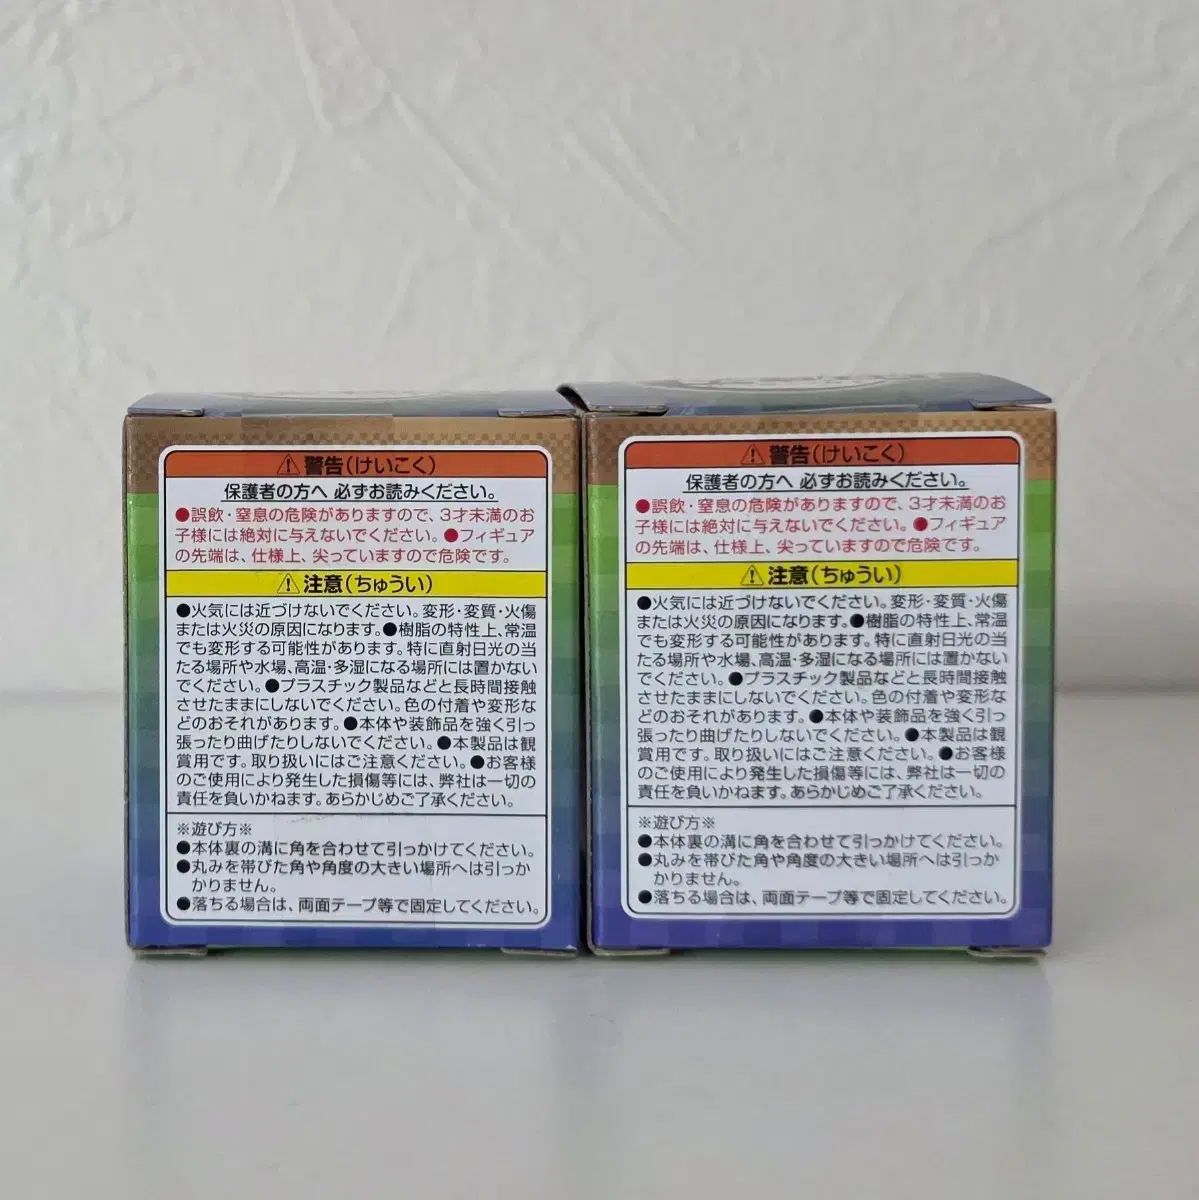 ⚠警告(けいこく)
保護者の方へ 必ずお読みください。
●誤飲・窒息の危険がありますので、3才未満のお
子様には絶対に与えないでください。●フィギュア
の先端は、仕様上、尖っていますので危険です。
⚠注意(ちゅうい)
●火気には近づけないでください。変形・変質・火傷
または火災の原因になります。●樹脂の特性上、常温
でも変形する可能性があります。特に直射日光の当
たる場所や水場、高温・多湿になる場所には置かない
でください。●プラスチック製品などと長時間接触
させたままにしないでください。色の付着や変形な
どのおそれがあります。●本体や装飾品を強く引っ
張ったり曲げたりしないでください。●本製品は観
賞用です。取り扱いにはご注意ください。●お客様
のご使用により発生した損傷等には、弊社は一切の
責任を負いかねます。あらかじめご了承ください。
※遊び方※
●本体裏の溝に角を合わせて引っかけてください。
●丸みを帯びた角や角度の大きい場所へは引っか
かりません。
●落ちる場合は、両面テープ等で固定してください。
⚠警告(けいこく)
保護者の方へ 必ずお読みください。
●誤飲・窒息の危険がありますので、3才未満のお
子様には絶対に与えないでください。●フィギュア
の先端は、仕様上、尖っていますので危険です。
⚠注意(ちゅうい)
●火気には近づけないでください。変形・変質・火傷
または火災の原因になります。●樹脂の特性上、常温
でも変形する可能性があります。特に直射日光の当
たる場所や水場、高温・多湿になる場所には置かない
でください。●プラスチック製品などと長時間接触
させたままにしないでください。色の付着や変形な
どのおそれがあります。●本体や装飾品を強く引っ
張ったり曲げたりしないでください。●本製品は観
賞用です。取り扱いにはご注意ください。●お客様
のご使用により発生した損傷等には、弊社は一切の
責任を負いかねます。あらかじめご了承ください。
※遊び方※
●本体裏の溝に角を合わせて引っかけてください。
●丸みを帯びた角や角度の大きい場所へは引っか
かりません。
●落ちる場合は、両面テープ等で固定してください。